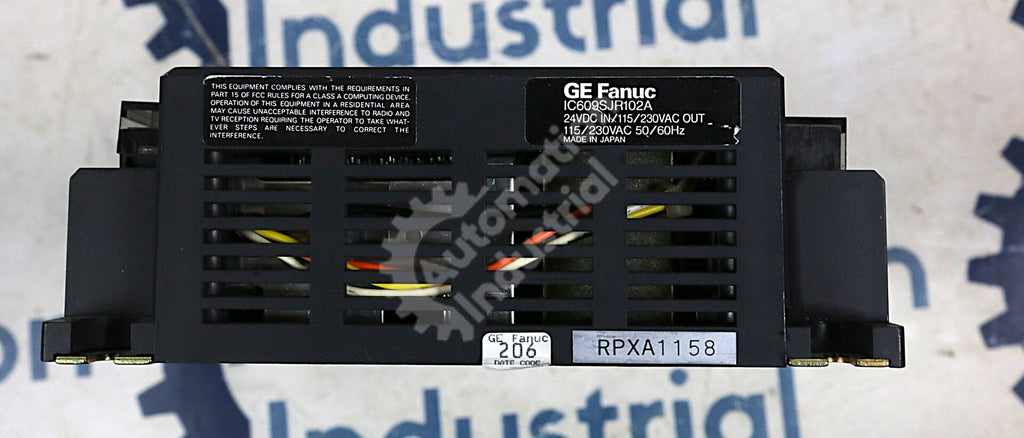 Industrial
Industrial
THIS EQUIPMENT COMPLIES WITH THE REQUIREMENTS IN
PART 15 OF FCC RULES FOR A CLASS A COMPUTING DEVICE.
OPERATION OF THIS EQUIPMENT IN A RESIDENTIAL AREA
MAY CAUSE UNACCEPTABLE INTERFERENCE TO RADIO AND
TV RECEPTION REQUIRING THE OPERATOR TO TAKE WHAT-
EVER STEPS ARE NECESSARY TO CORRECT THE
INTERFERENCE.
GE Fanuc
IC609SJR102A
24VDC IN/115/230VAC OUT
115/230VAC 50/60Hz
MADE IN JAPAN
Automati
Industrial
GE Fanuc
206
DATE CODE
RPXA1158
Industrial